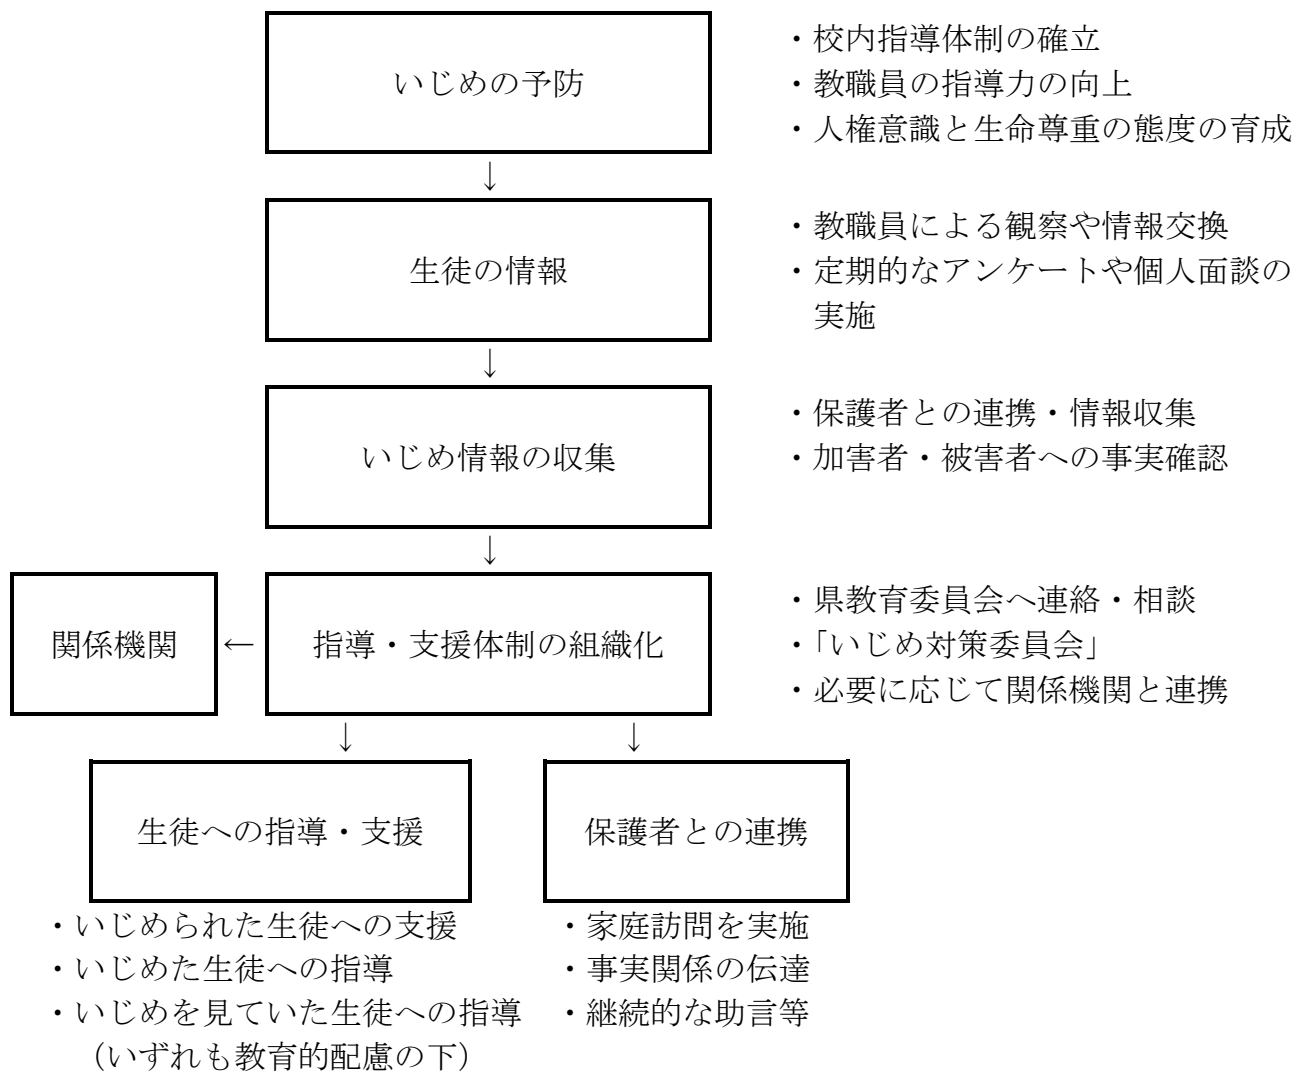 いじめの予防
・校内指導体制の確立
・教職員の指導力の向上
・人権意識と生命尊重の態度の育成
↓
生徒の情報
・教職員による観察や情報交換
・定期的なアンケートや個人面談の
実施
↓
いじめ情報の収集
・保護者との連携・情報収集
・加害者・被害者への事実確認
↓
関係機関
←
指導・支援体制の組織化
・県教育委員会へ連絡・相談
・「いじめ対策委員会」
・必要に応じて関係機関と連携
↓
↓
生徒への指導・支援
・いじめられた生徒への支援
・いじめた生徒への指導
・いじめを見ていた生徒への指導
（いずれも教育的配慮の下）
保護者との連携
・家庭訪問を実施
・事実関係の伝達
・継続的な助言等